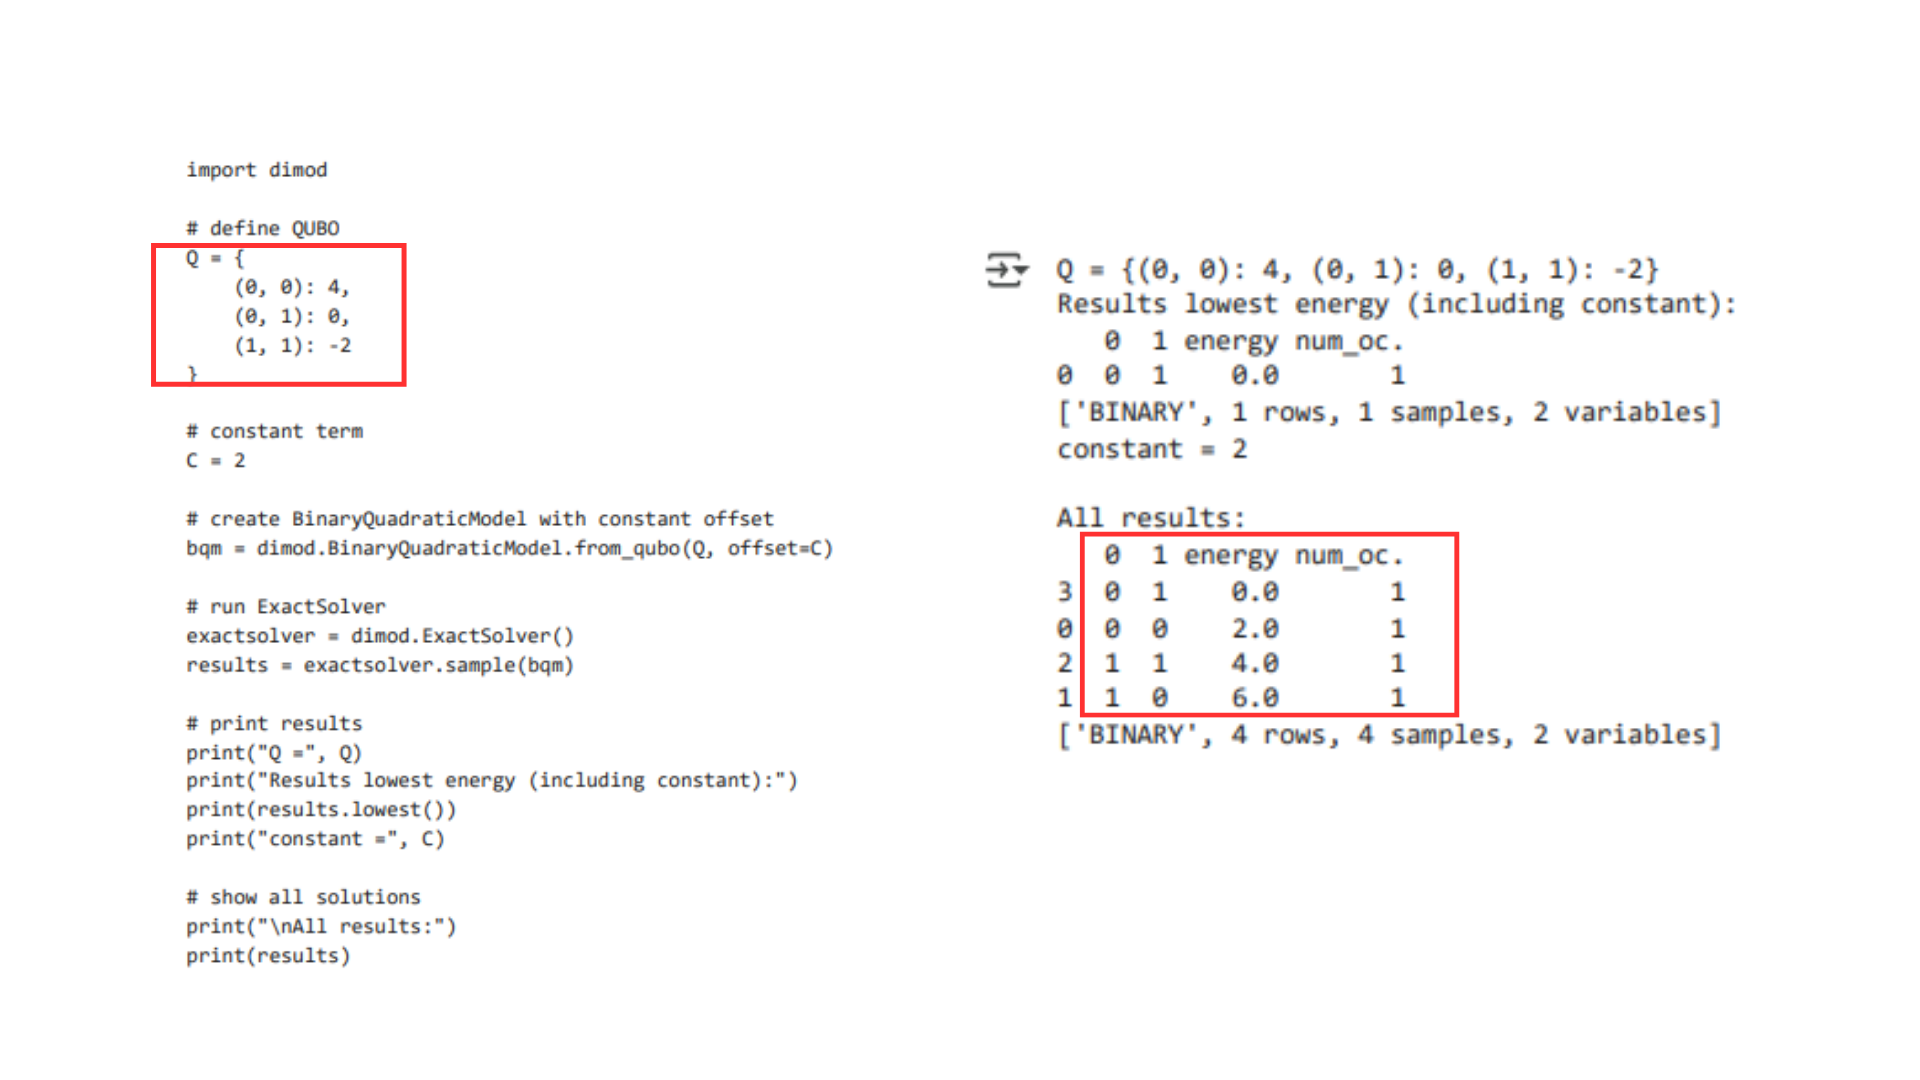 import dimod
# define QUBO
Q = {
    (0, 0): 4,
    (0, 1): 0,
    (1, 1): -2
}
# constant term
C = 2
# create BinaryQuadraticModel with constant offset
bqm = dimod.BinaryQuadraticModel.from_qubo(Q, offset=C)
# run ExactSolver
exactsolver = dimod.ExactSolver()
results = exactsolver.sample(bqm)
# print results
print("Q =", Q)
print("Results lowest energy (including constant):")
print(results.lowest())
print("constant =", C)
# show all solutions
print("\nAll results:")
print(results)
Q = {(0, 0): 4, (0, 1): 0, (1, 1): -2}
Results lowest energy (including constant):
   0  1 energy num_oc.
0  0  1    0.0       1
['BINARY', 1 rows, 1 samples, 2 variables]
constant = 2
All results:
   0  1 energy num_oc.
3  0  1    0.0       1
0  0  0    2.0       1
2  1  1    4.0       1
1  1  0    6.0       1
['BINARY', 4 rows, 4 samples, 2 variables]